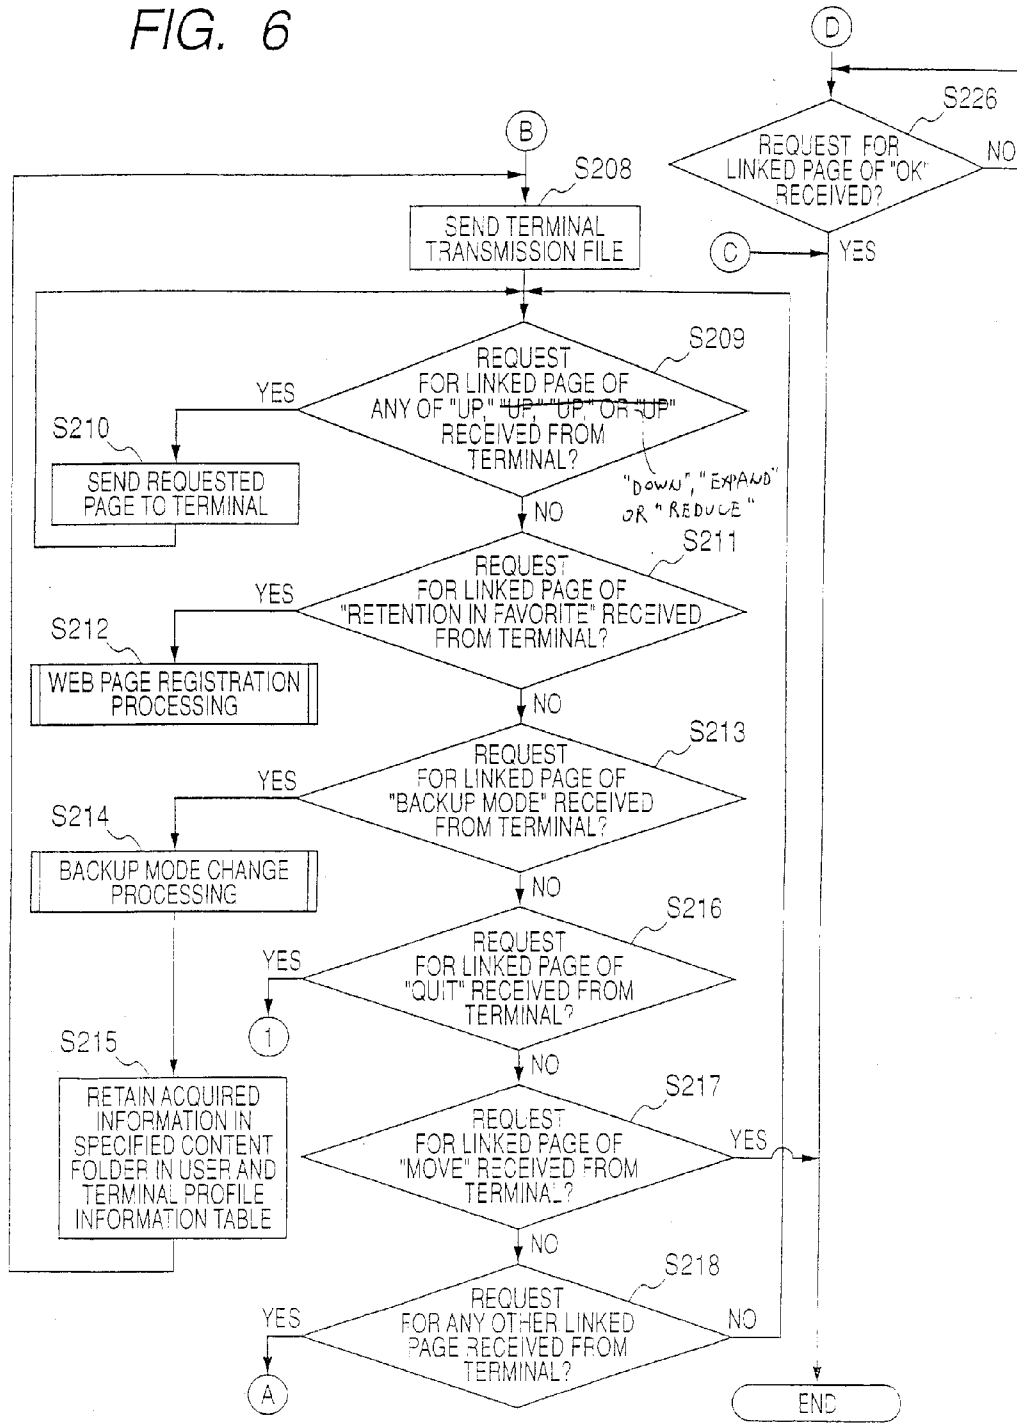 FIG. 6
D
S226
REQUEST FOR
LINKED PAGE OF "OK"
RECEIVED?
NO
YES
C
B
S208
SEND TERMINAL
TRANSMISSION FILE
S209
REQUEST
FOR LINKED PAGE OF
ANY OF "UP," "UP," "UP," OR "UP"
RECEIVED FROM
TERMINAL?
YES
"DOWN", "EXPAND"
OR "REDUCE"
NO
S210
SEND REQUESTED
PAGE TO TERMINAL
S211
REQUEST
FOR LINKED PAGE OF
"RETENTION IN FAVORITE" RECEIVED
FROM TERMINAL?
YES
NO
S212
WEB PAGE REGISTRATION
PROCESSING
S213
REQUEST
FOR LINKED PAGE OF
"BACKUP MODE" RECEIVED
FROM TERMINAL?
YES
NO
S214
BACKUP MODE CHANGE
PROCESSING
S216
REQUEST
FOR LINKED PAGE OF
"QUIT" RECEIVED FROM
TERMINAL?
YES
1
NO
S215
RETAIN ACQUIRED
INFORMATION IN
SPECIFIED CONTENT
FOLDER IN USER AND
TERMINAL PROFILE
INFORMATION TABLE
S217
REQUEST
FOR LINKED PAGE OF
"MOVE" RECEIVED FROM
TERMINAL?
YES
NO
S218
REQUEST
FOR ANY OTHER LINKED
PAGE RECEIVED FROM
TERMINAL?
YES
NO
A
END